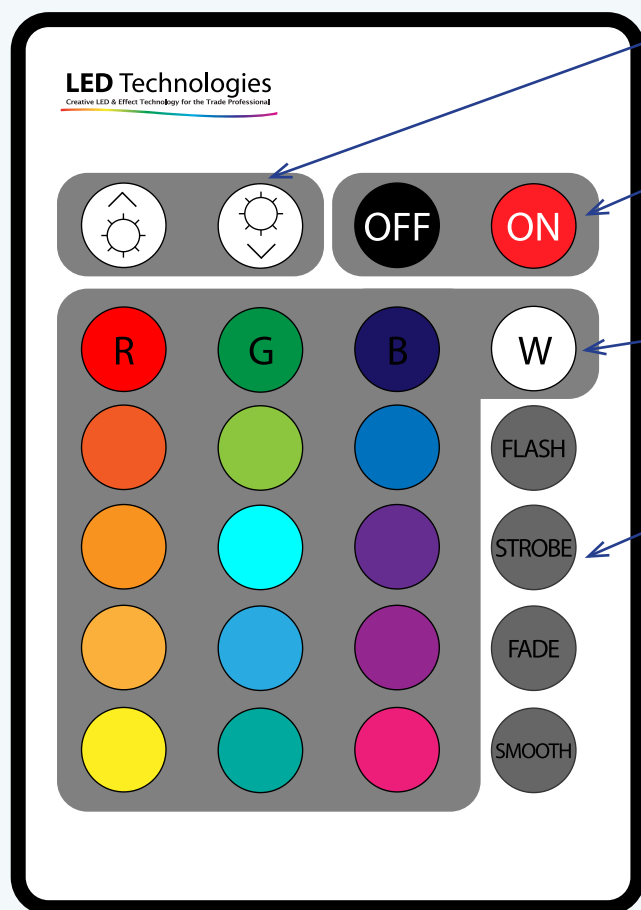 LED Technologies
Creative LED & Effect Technology for the Trade Professional
OFF ON
R G B W
FLASH
STROBE
FADE
SMOOTH